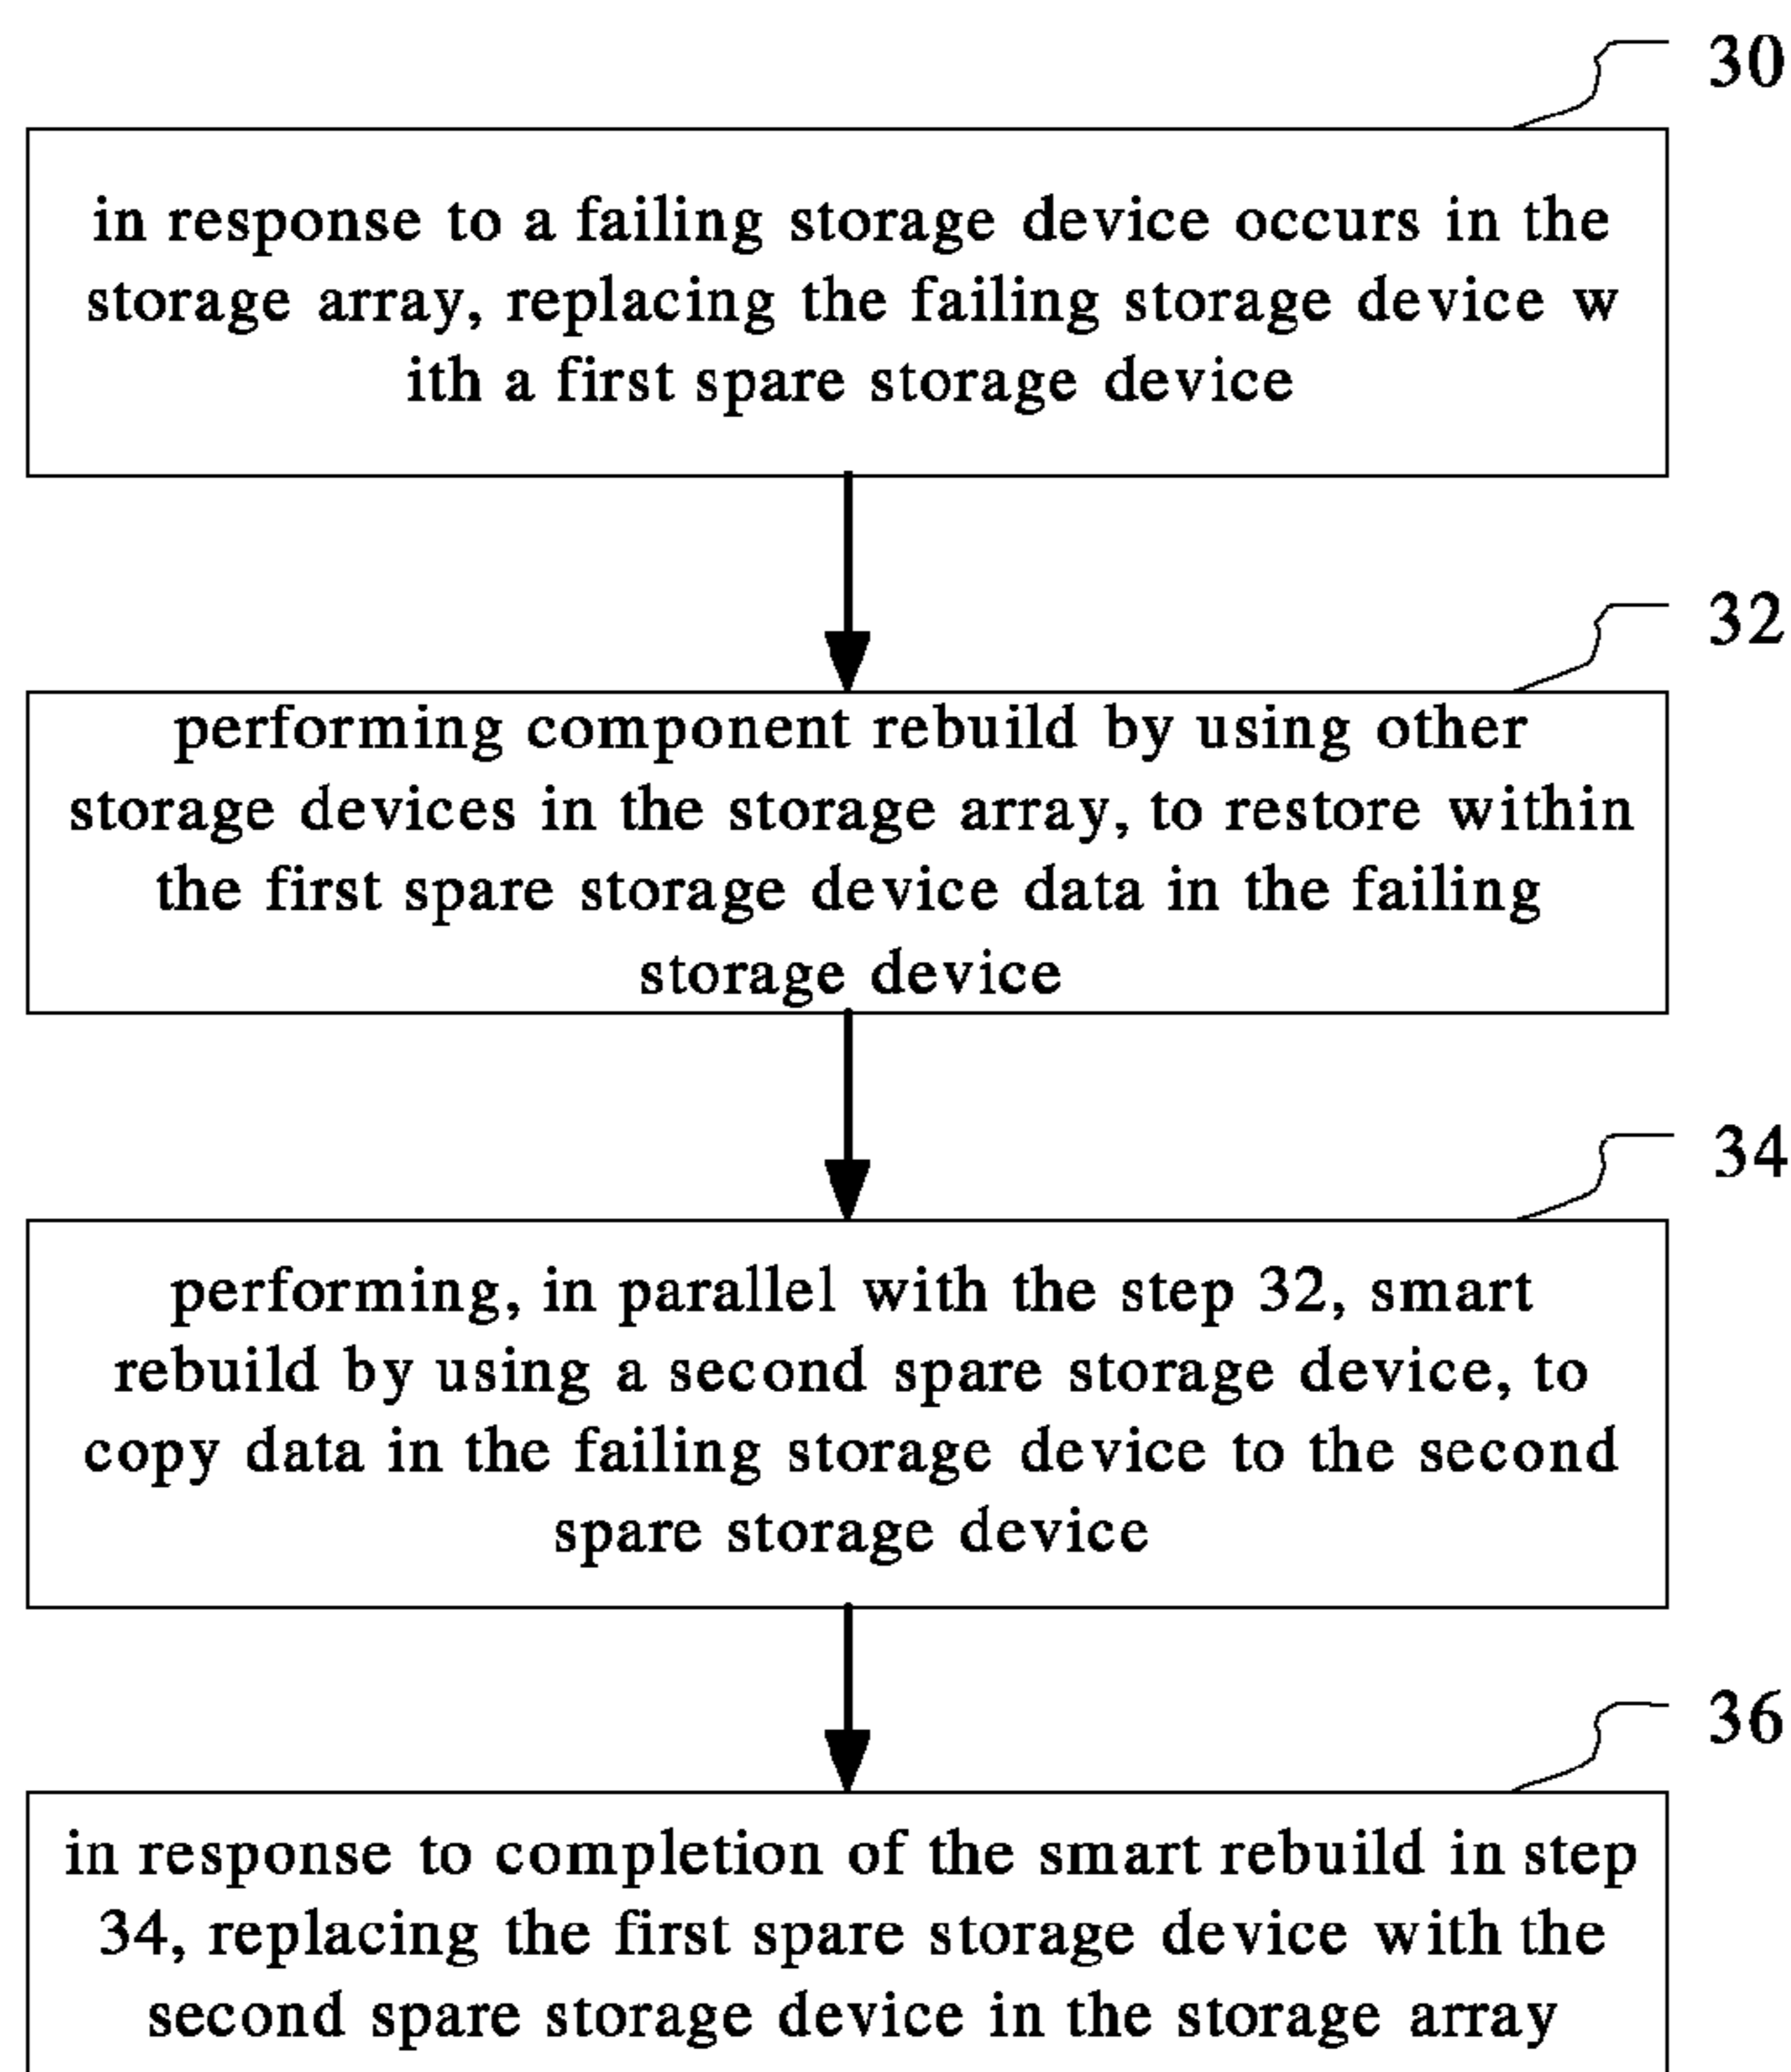 30
in response to a failing storage device occurs in the
storage array, replacing the failing storage device w
ith a first spare storage device
32
performing component rebuild by using other
storage devices in the storage array, to restore within
the first spare storage device data in the failing
storage device
34
performing, in parallel with the step 32, smart
rebuild by using a second spare storage device, to
copy data in the failing storage device to the second
spare storage device
36
in response to completion of the smart rebuild in step
34, replacing the first spare storage device with the
second spare storage device in the storage array